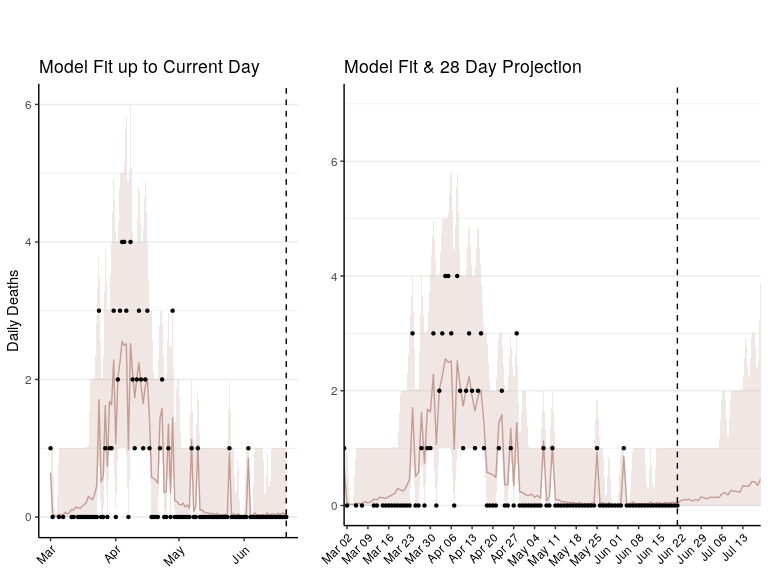 Model Fit up to Current Day
Daily Deaths
6
4
2
0
Mar
Apr
May
Jun
Model Fit & 28 Day Projection
6
4
2
0
Mar 02
Mar 09
Mar 16
Mar 23
Mar 30
Apr 06
Apr 13
Apr 20
Apr 27
May 04
May 11
May 18
May 25
Jun 01
Jun 08
Jun 15
Jun 22
Jun 29
Jul 06
Jul 13